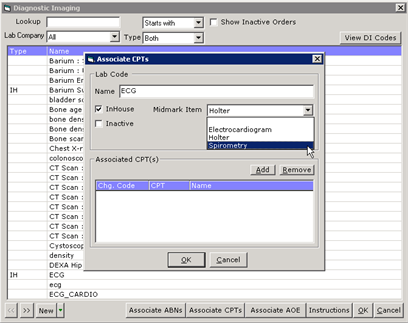 Diagnostic Imaging
Lookup Starts with Show Inactive Orders
Lab Company All Type Both View DI Codes
Type Name
Barium : S
Barium : U
Barium En
IH Barium Su
bladder sc
Bone age
bone dens
bone dens
bone scan
Chest X-r
colonosco
CT Scan :
CT Scan :
CT Scan :
CT Scan :
CT Scan :
CT Scan :
Cystoscop
density
DEXA Hip
IH ECG
ecg
ECG_CARDIO
Associate CPTs
Lab Code
Name ECG
InHouse Midmark Item Holter
Inactive
Electrocardiogram
Holter
Spirometry
Associated CPT(s)
Add Remove
Chg. Code CPT Name
OK Cancel
<< >> New Associate ABNs Associate CPTs Associate AOE Instructions OK Cancel